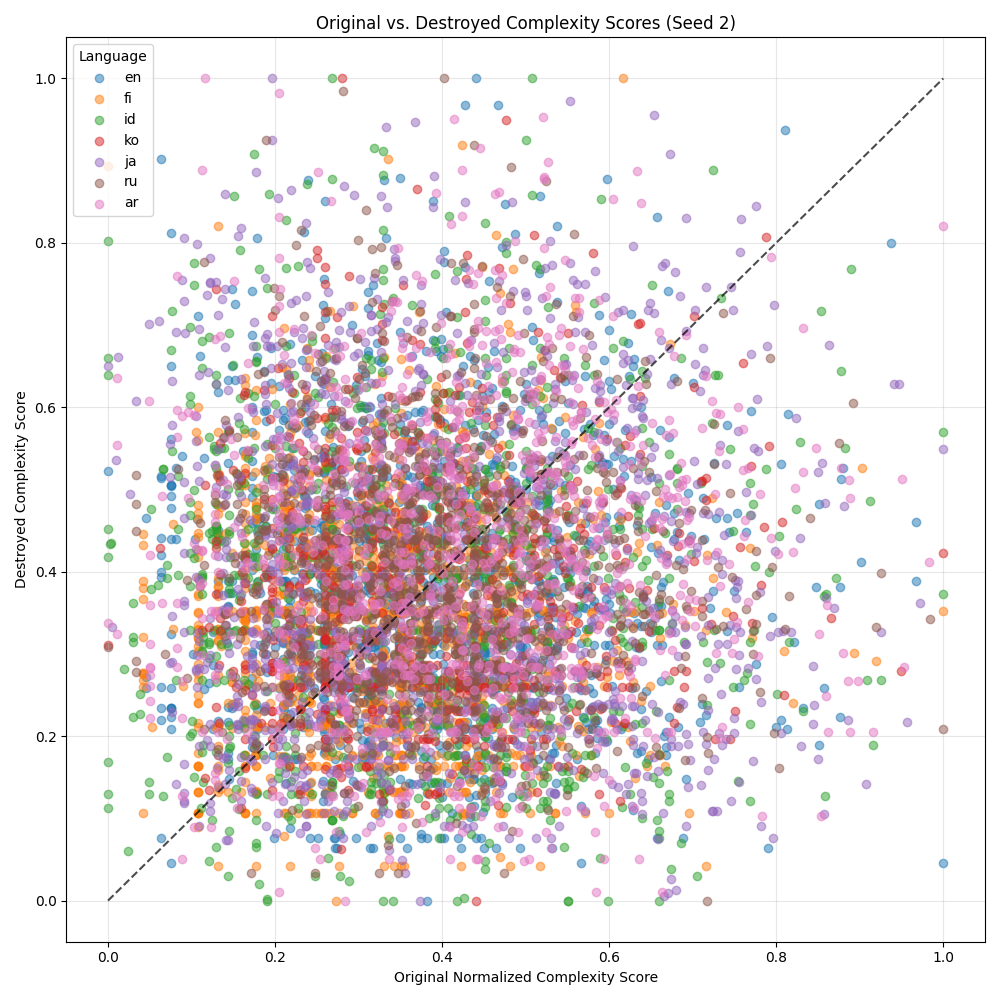 Original vs. Destroyed Complexity Scores (Seed 2)
Language
en
fi
id
ko
ja
ru
ar
1.0
0.8
0.6
0.4
0.2
0.0
Destroyed Complexity Score
0.0 0.2 0.4 0.6 0.8 1.0
Original Normalized Complexity Score